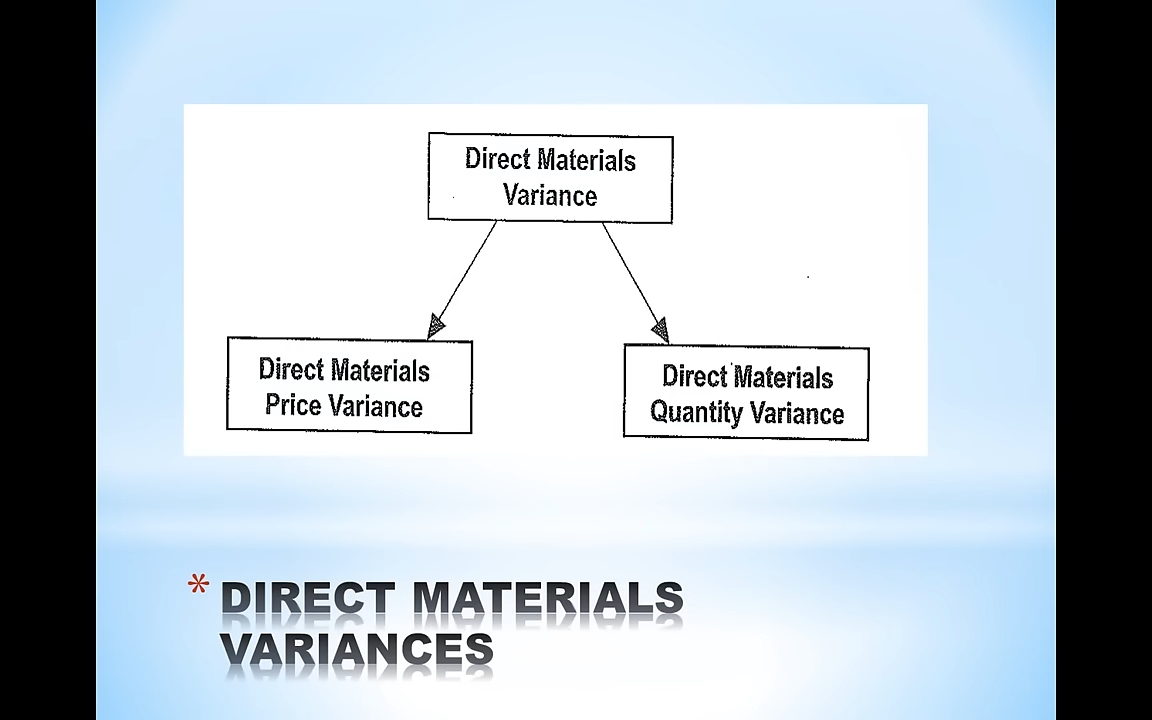 Direct Materials
Variance
Direct Materials
Price Variance
Direct Materials
Quantity Variance
* DIRECT MATERIALS
VARIANCES